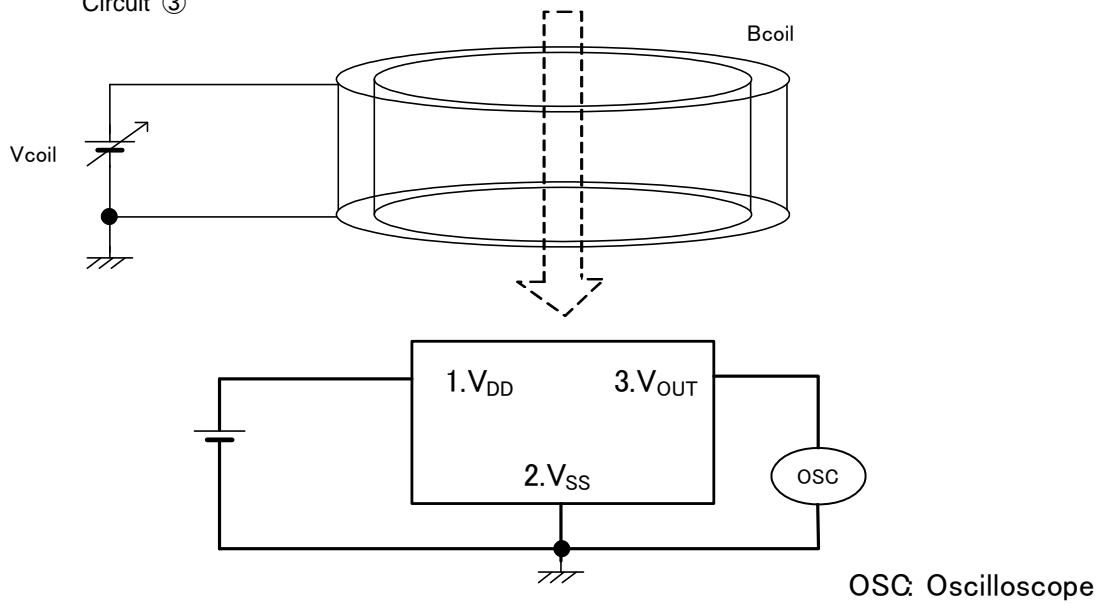 Circuit ③
Bcoil
Vcoil
1.VDD
3.VOUT
2.VSS
OSC
OSC: Oscilloscope